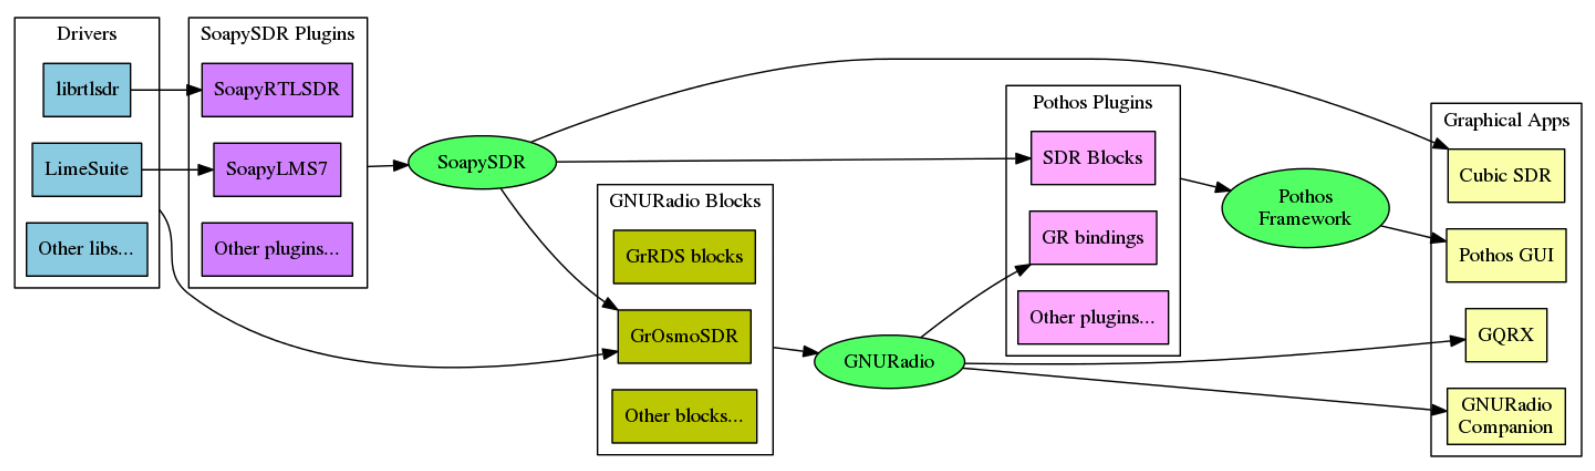 Drivers
librtlsdr
LimeSuite
Other libs...
SoapySDR Plugins
SoapyRTLSDR
SoapyLMS7
Other plugins...
SoapySDR
GNURadio Blocks
GrRDS blocks
GrOsmoSDR
Other blocks...
GNURadio
Pothos Plugins
SDR Blocks
GR bindings
Other plugins...
Pothos
Framework
Graphical Apps
Cubic SDR
Pothos GUI
GQRX
GNURadio
Companion